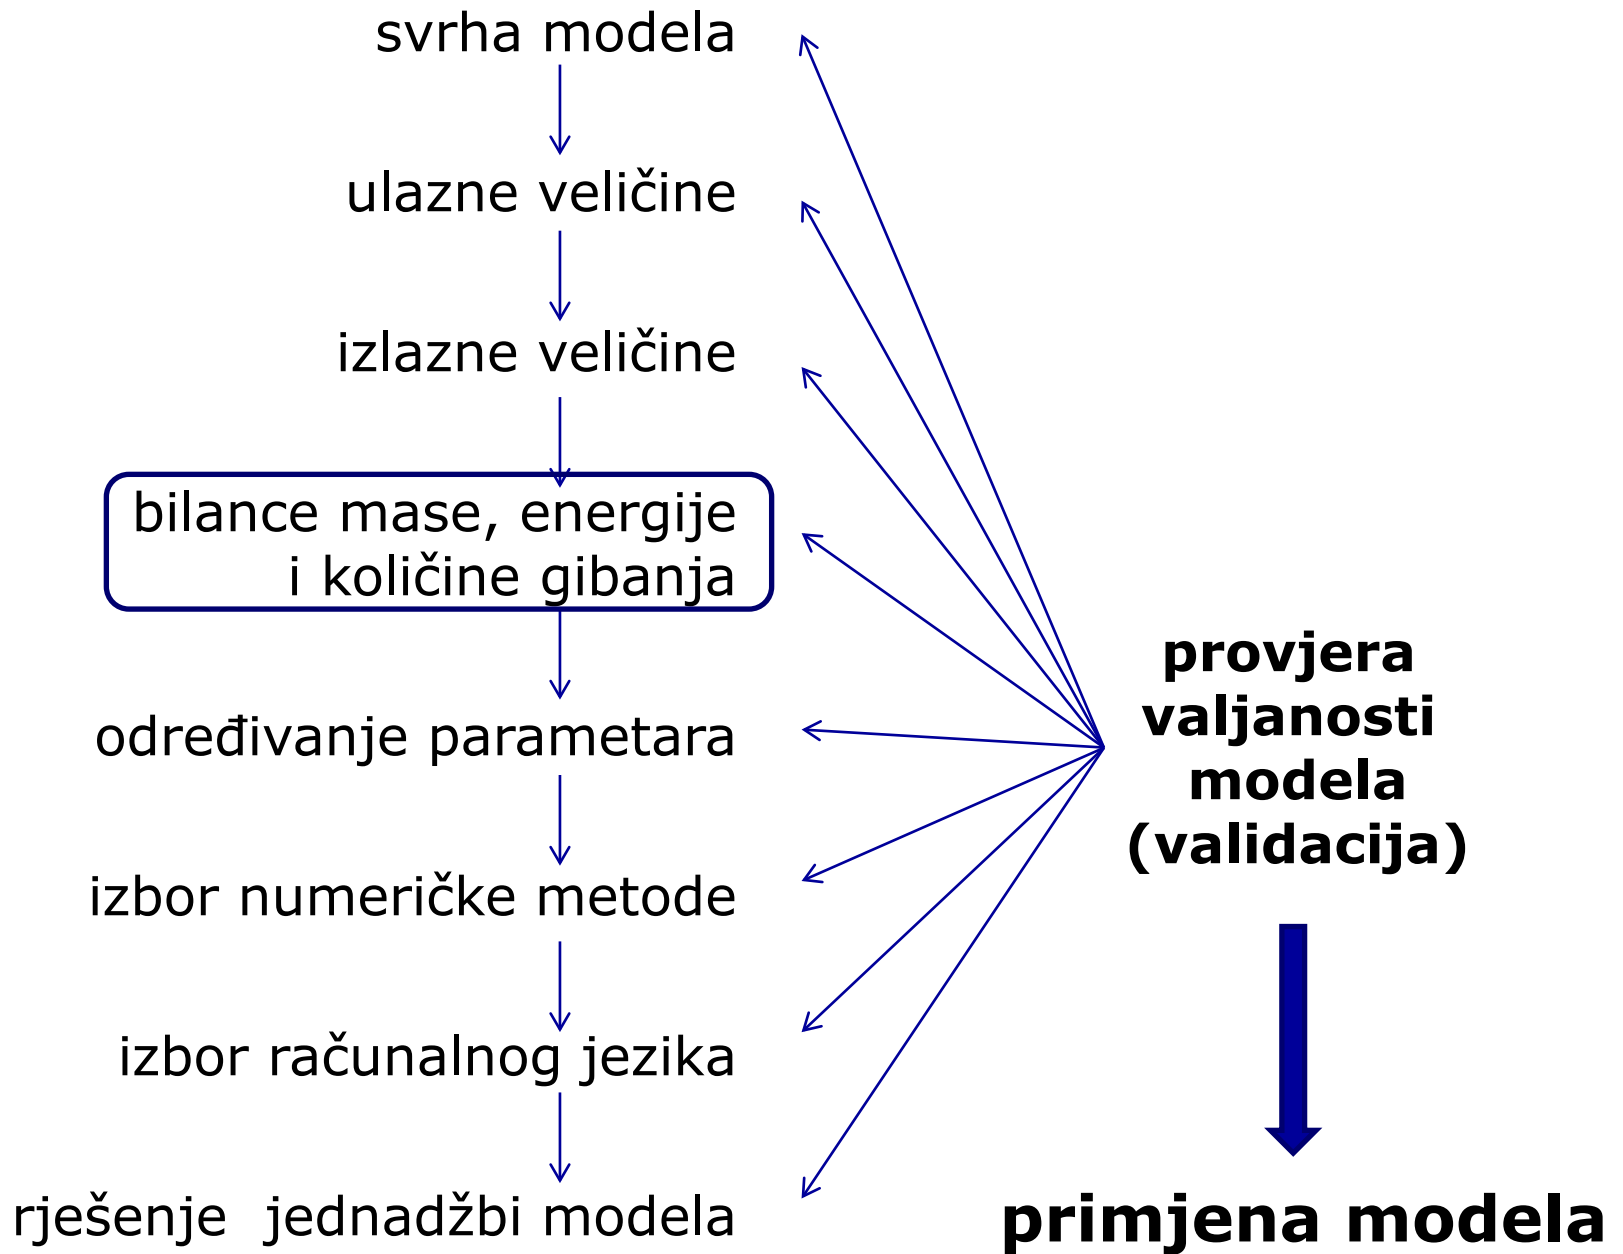 svrha modela
ulazne veličine
izlazne veličine
bilance mase, energije
i količine gibanja
određivanje parametara
izbor numeričke metode
izbor računalnog jezika
rješenje jednadžbi modela
provjera
valjanosti
modela
(validacija)
primjena modela